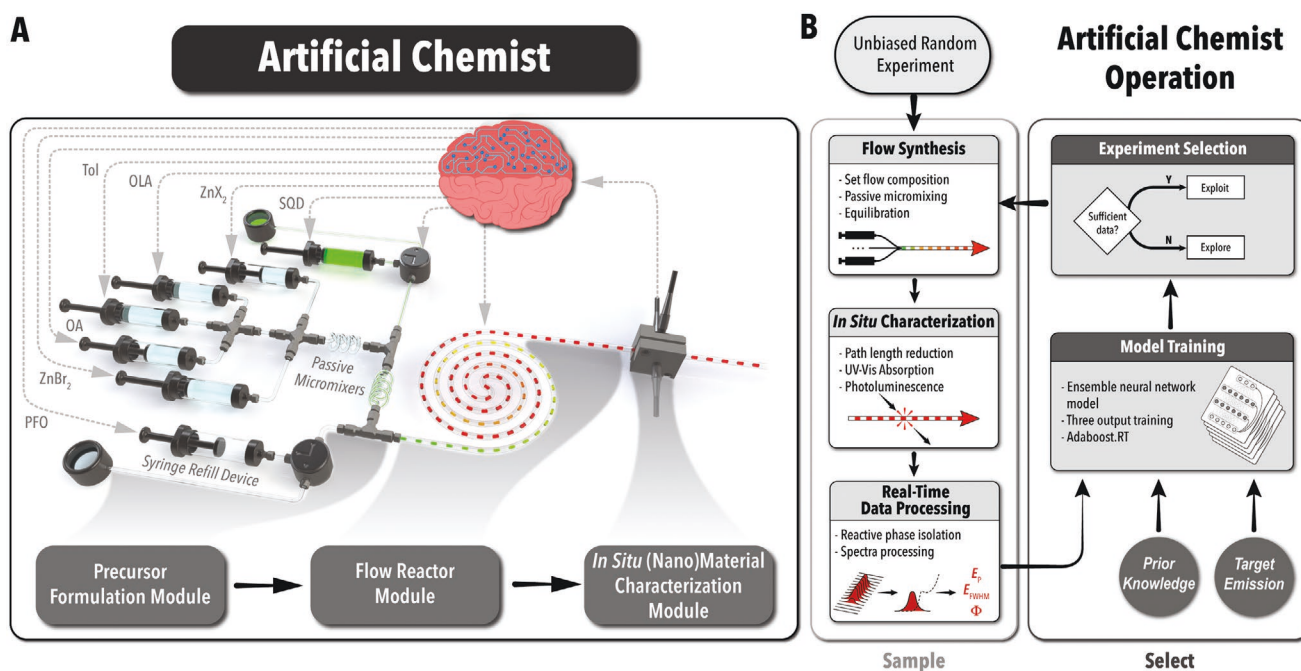 A
Artificial Chemist
Tol
OLA
ZnX2
SQD
OA
ZnBr2
PFO
Passive
Micromixers
Syringe Refill Device
Precursor
Formulation Module
Flow Reactor
Module
In Situ (Nano)Material
Characterization
Module
B
Unbiased Random
Experiment
Artificial Chemist
Operation
Flow Synthesis
- Set flow composition
- Passive micromixing
- Equilibration
...
In Situ Characterization
- Path length reduction
- UV-Vis Absorption
- Photoluminescence
Real-Time
Data Processing
- Reactive phase isolation
- Spectra processing
EP
EFWHM
Φ
Sample
Experiment Selection
Sufficient
data?
Y
Exploit
N
Explore
Model Training
- Ensemble neural network
model
- Three output training
- Adaboost.RT
Prior
Knowledge
Target
Emission
Select